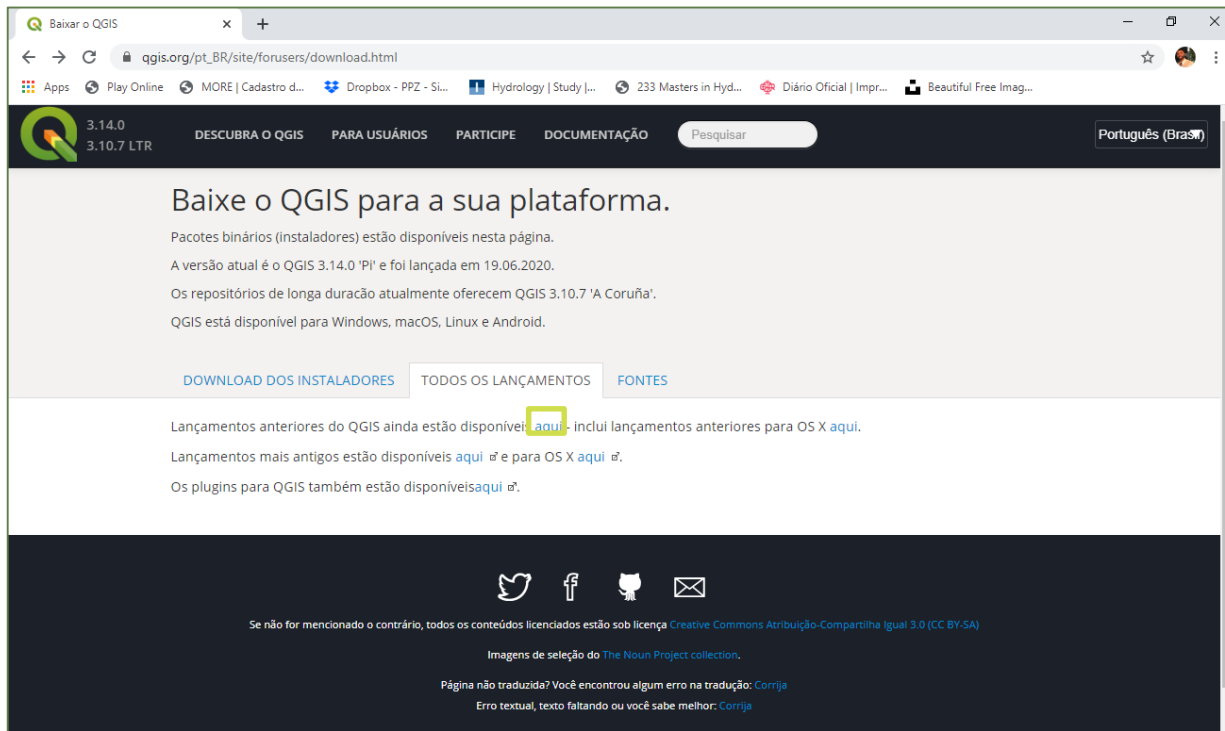 Baixar o QGIS
qgis.org/pt_BR/site/forusers/download.html
Apps Play Online MORE | Cadastro d... Dropbox - PPZ - Si... Hydrology | Study |... 233 Masters in Hyd... Diário Oficial | Impr... Beautiful Free Imag...
3.14.0
3.10.7 LTR
DESCUBRA O QGIS PARA USUÁRIOS PARTICIPE DOCUMENTAÇÃO Pesquisar Português (Brasil)
Baixe o QGIS para a sua plataforma.
Pacotes binários (instaladores) estão disponíveis nesta página.
A versão atual é o QGIS 3.14.0 'Pi' e foi lançada em 19.06.2020.
Os repositórios de longa duracão atualmente oferecem QGIS 3.10.7 'A Coruña'.
QGIS está disponível para Windows, macOS, Linux e Android.
DOWNLOAD DOS INSTALADORES TODOS OS LANÇAMENTOS FONTES
Lançamentos anteriores do QGIS ainda estão disponíveis aqui - inclui lançamentos anteriores para OS X aqui.
Lançamentos mais antigos estão disponíveis aqui e para OS X aqui .
Os plugins para QGIS também estão disponíveisaqui .
Se não for mencionado o contrário, todos os conteúdos licenciados estão sob licença Creative Commons Atribuição-Compartilha Igual 3.0 (CC BY-SA)
Imagens de seleção do The Noun Project collection.
Página não traduzida? Você encontrou algum erro na tradução: Corrija
Erro textual, texto faltando ou você sabe melhor: Corrija